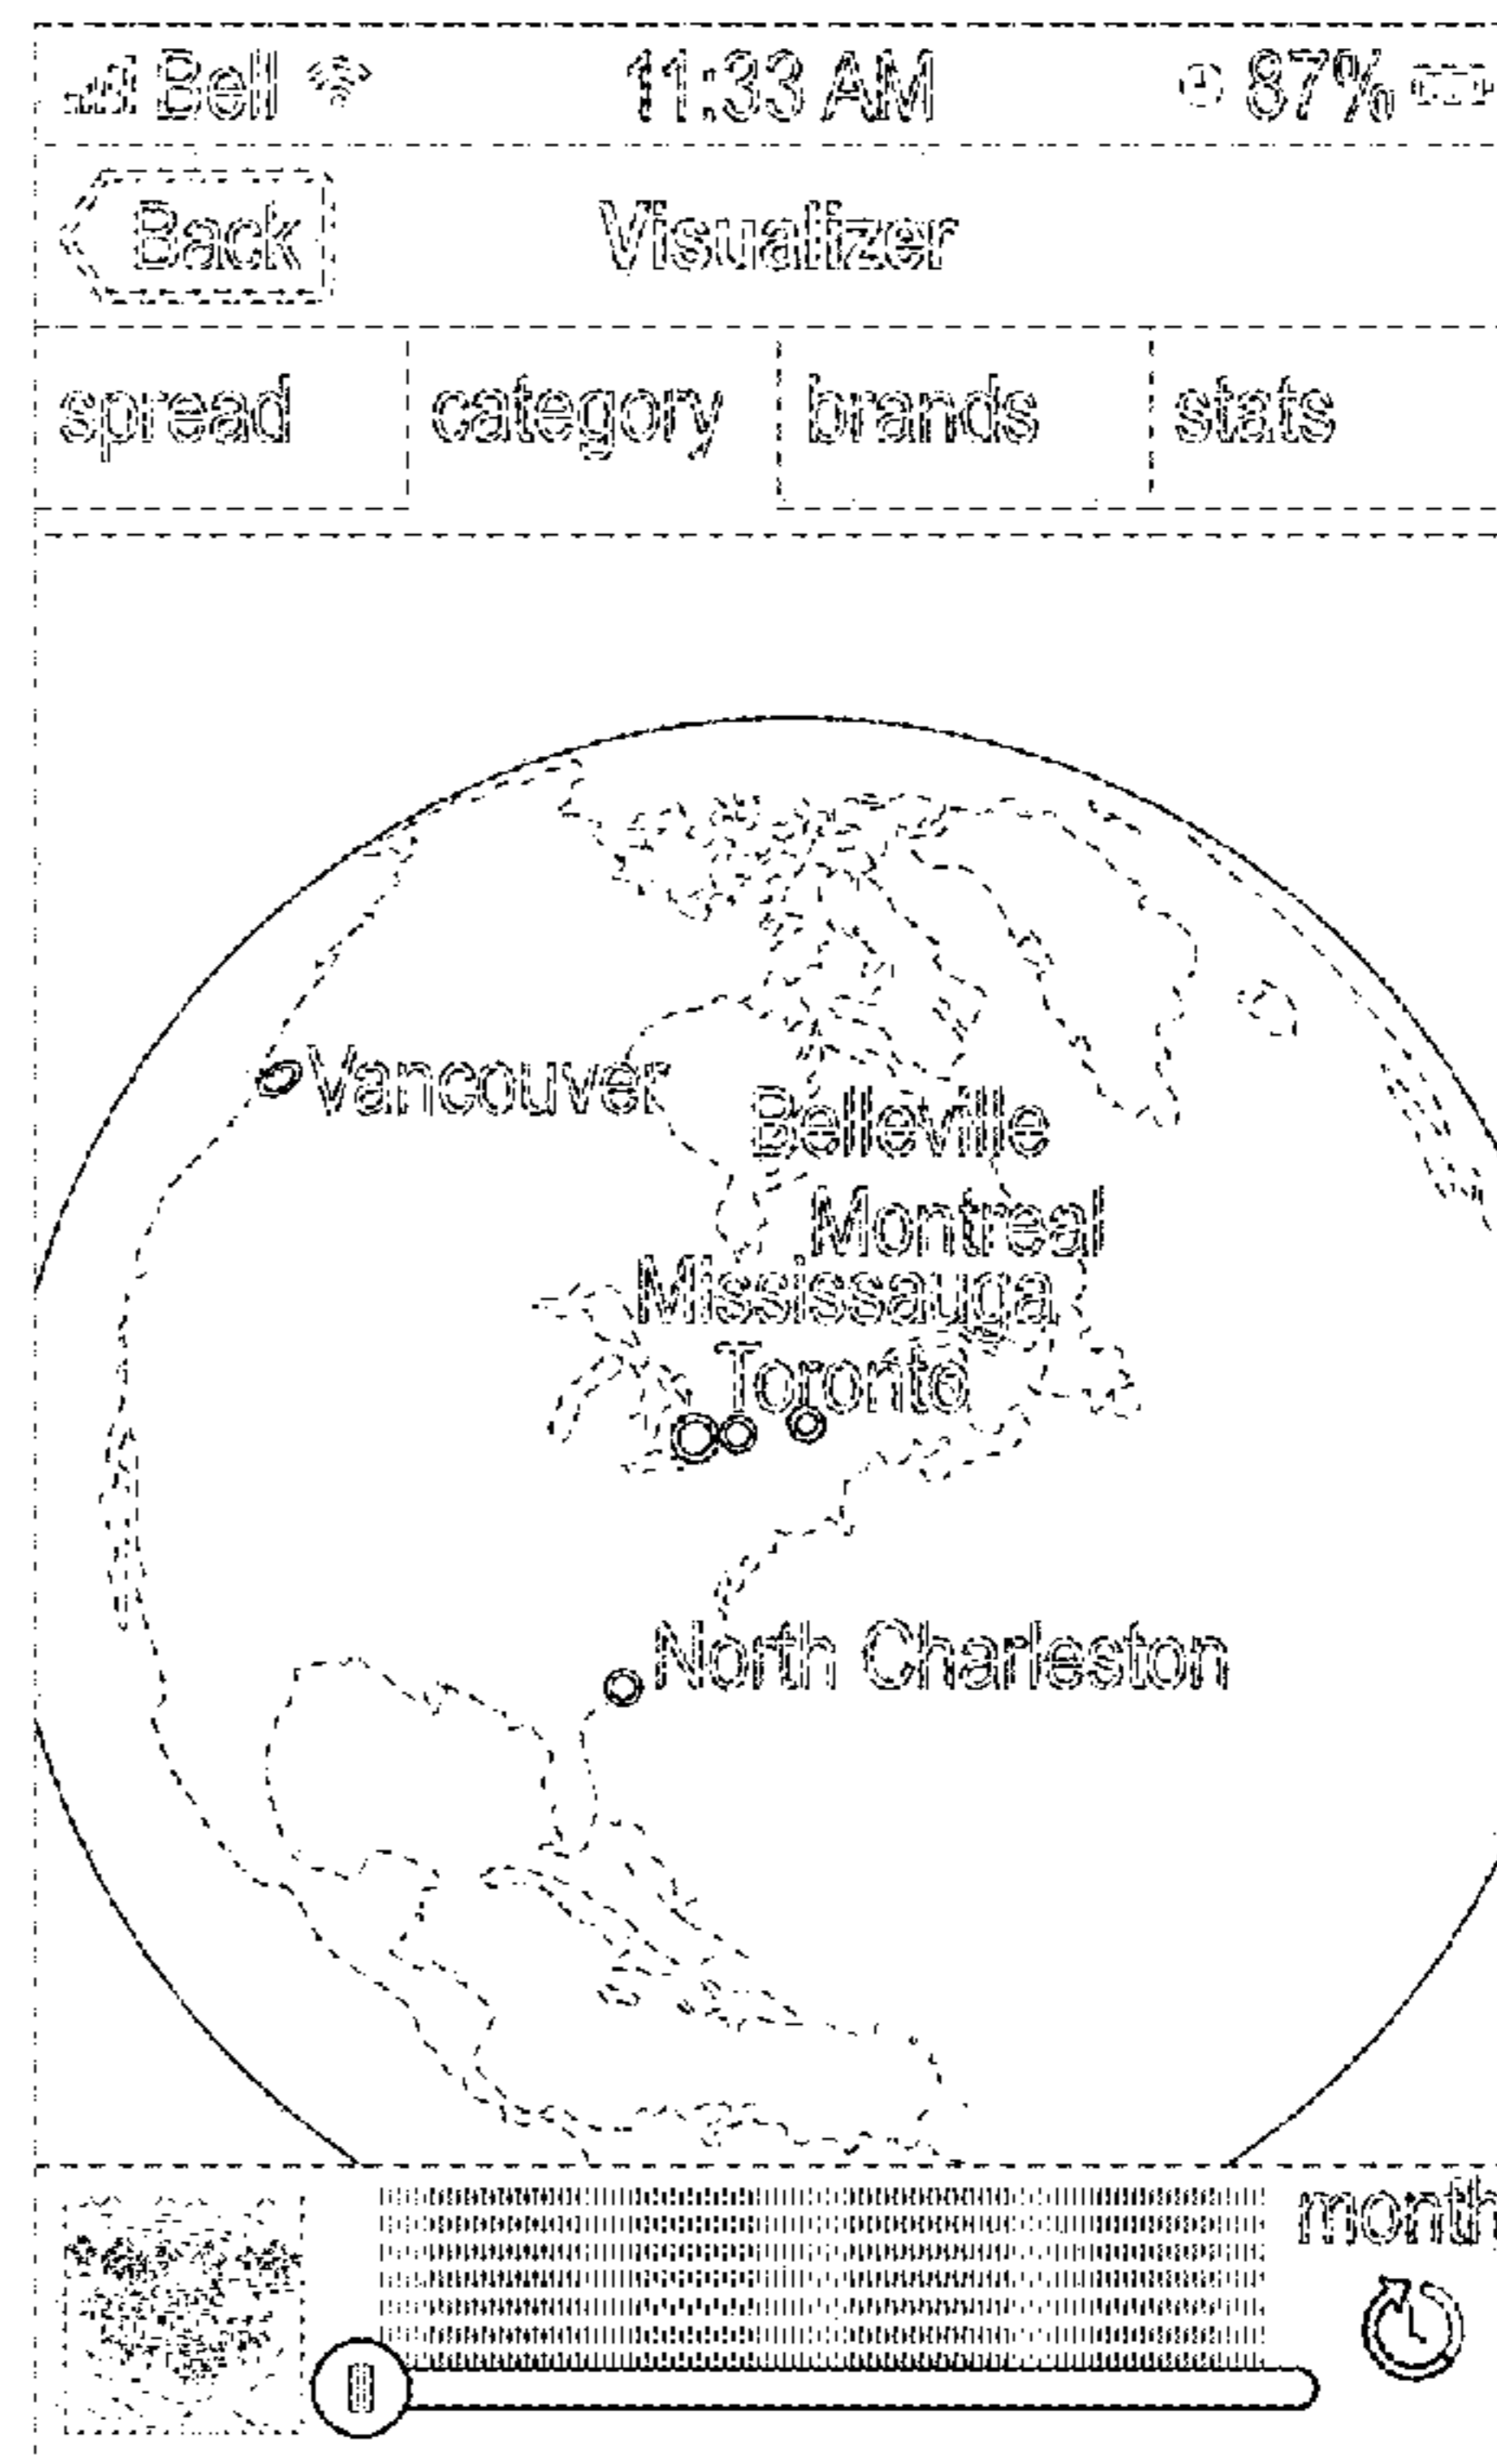 Bell 11:33 AM 87%
Back Visualizer
spread category brands stats
Vancouver
Belleville
Montreal
Mississauga
Toronto
North Charleston
month